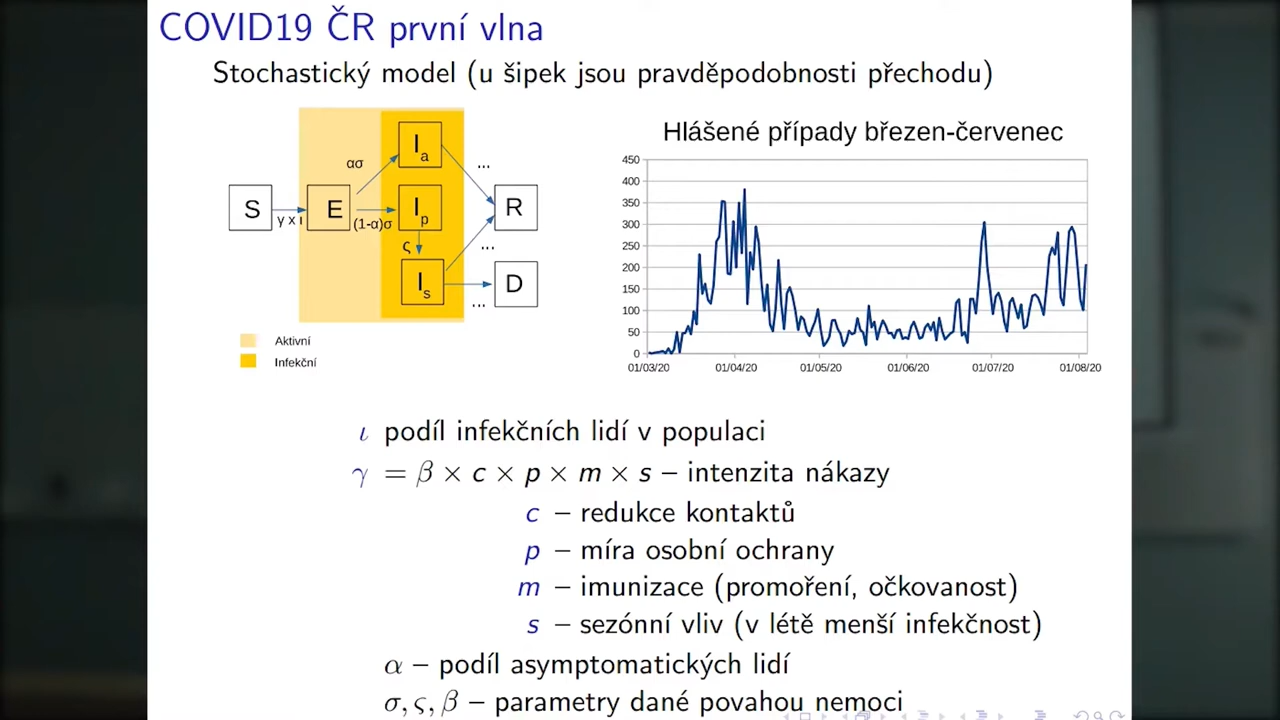 COVID19 ČR první vlna
Stochastický model (u šipek jsou pravděpodobnosti přechodu)
I_a
ασ
...
S
γ x ι
E
(1-α)σ
I_p
R
ς
...
I_s
D
...
Aktivní
Infekční
Hlášené případy březen-červenec
450
400
350
300
250
200
150
100
50
0
01/03/20 01/04/20 01/05/20 01/06/20 01/07/20 01/08/20
ι podíl infekčních lidí v populaci
γ = β × c × p × m × s – intenzita nákazy
c – redukce kontaktů
p – míra osobní ochrany
m – imunizace (promoření, očkovanost)
s – sezónní vliv (v létě menší infekčnost)
α – podíl asymptomatických lidí
σ, ς, β – parametry dané povahou nemoci